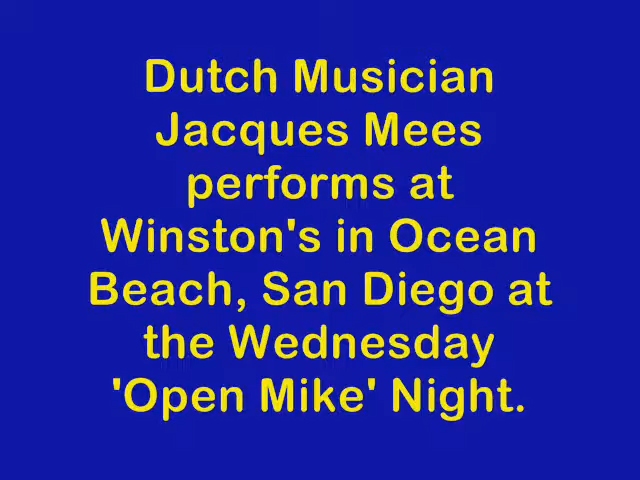 Dutch Musician
Jacques Mees
performs at
Winston's in Ocean
Beach, San Diego at
the Wednesday
'Open Mike' Night.